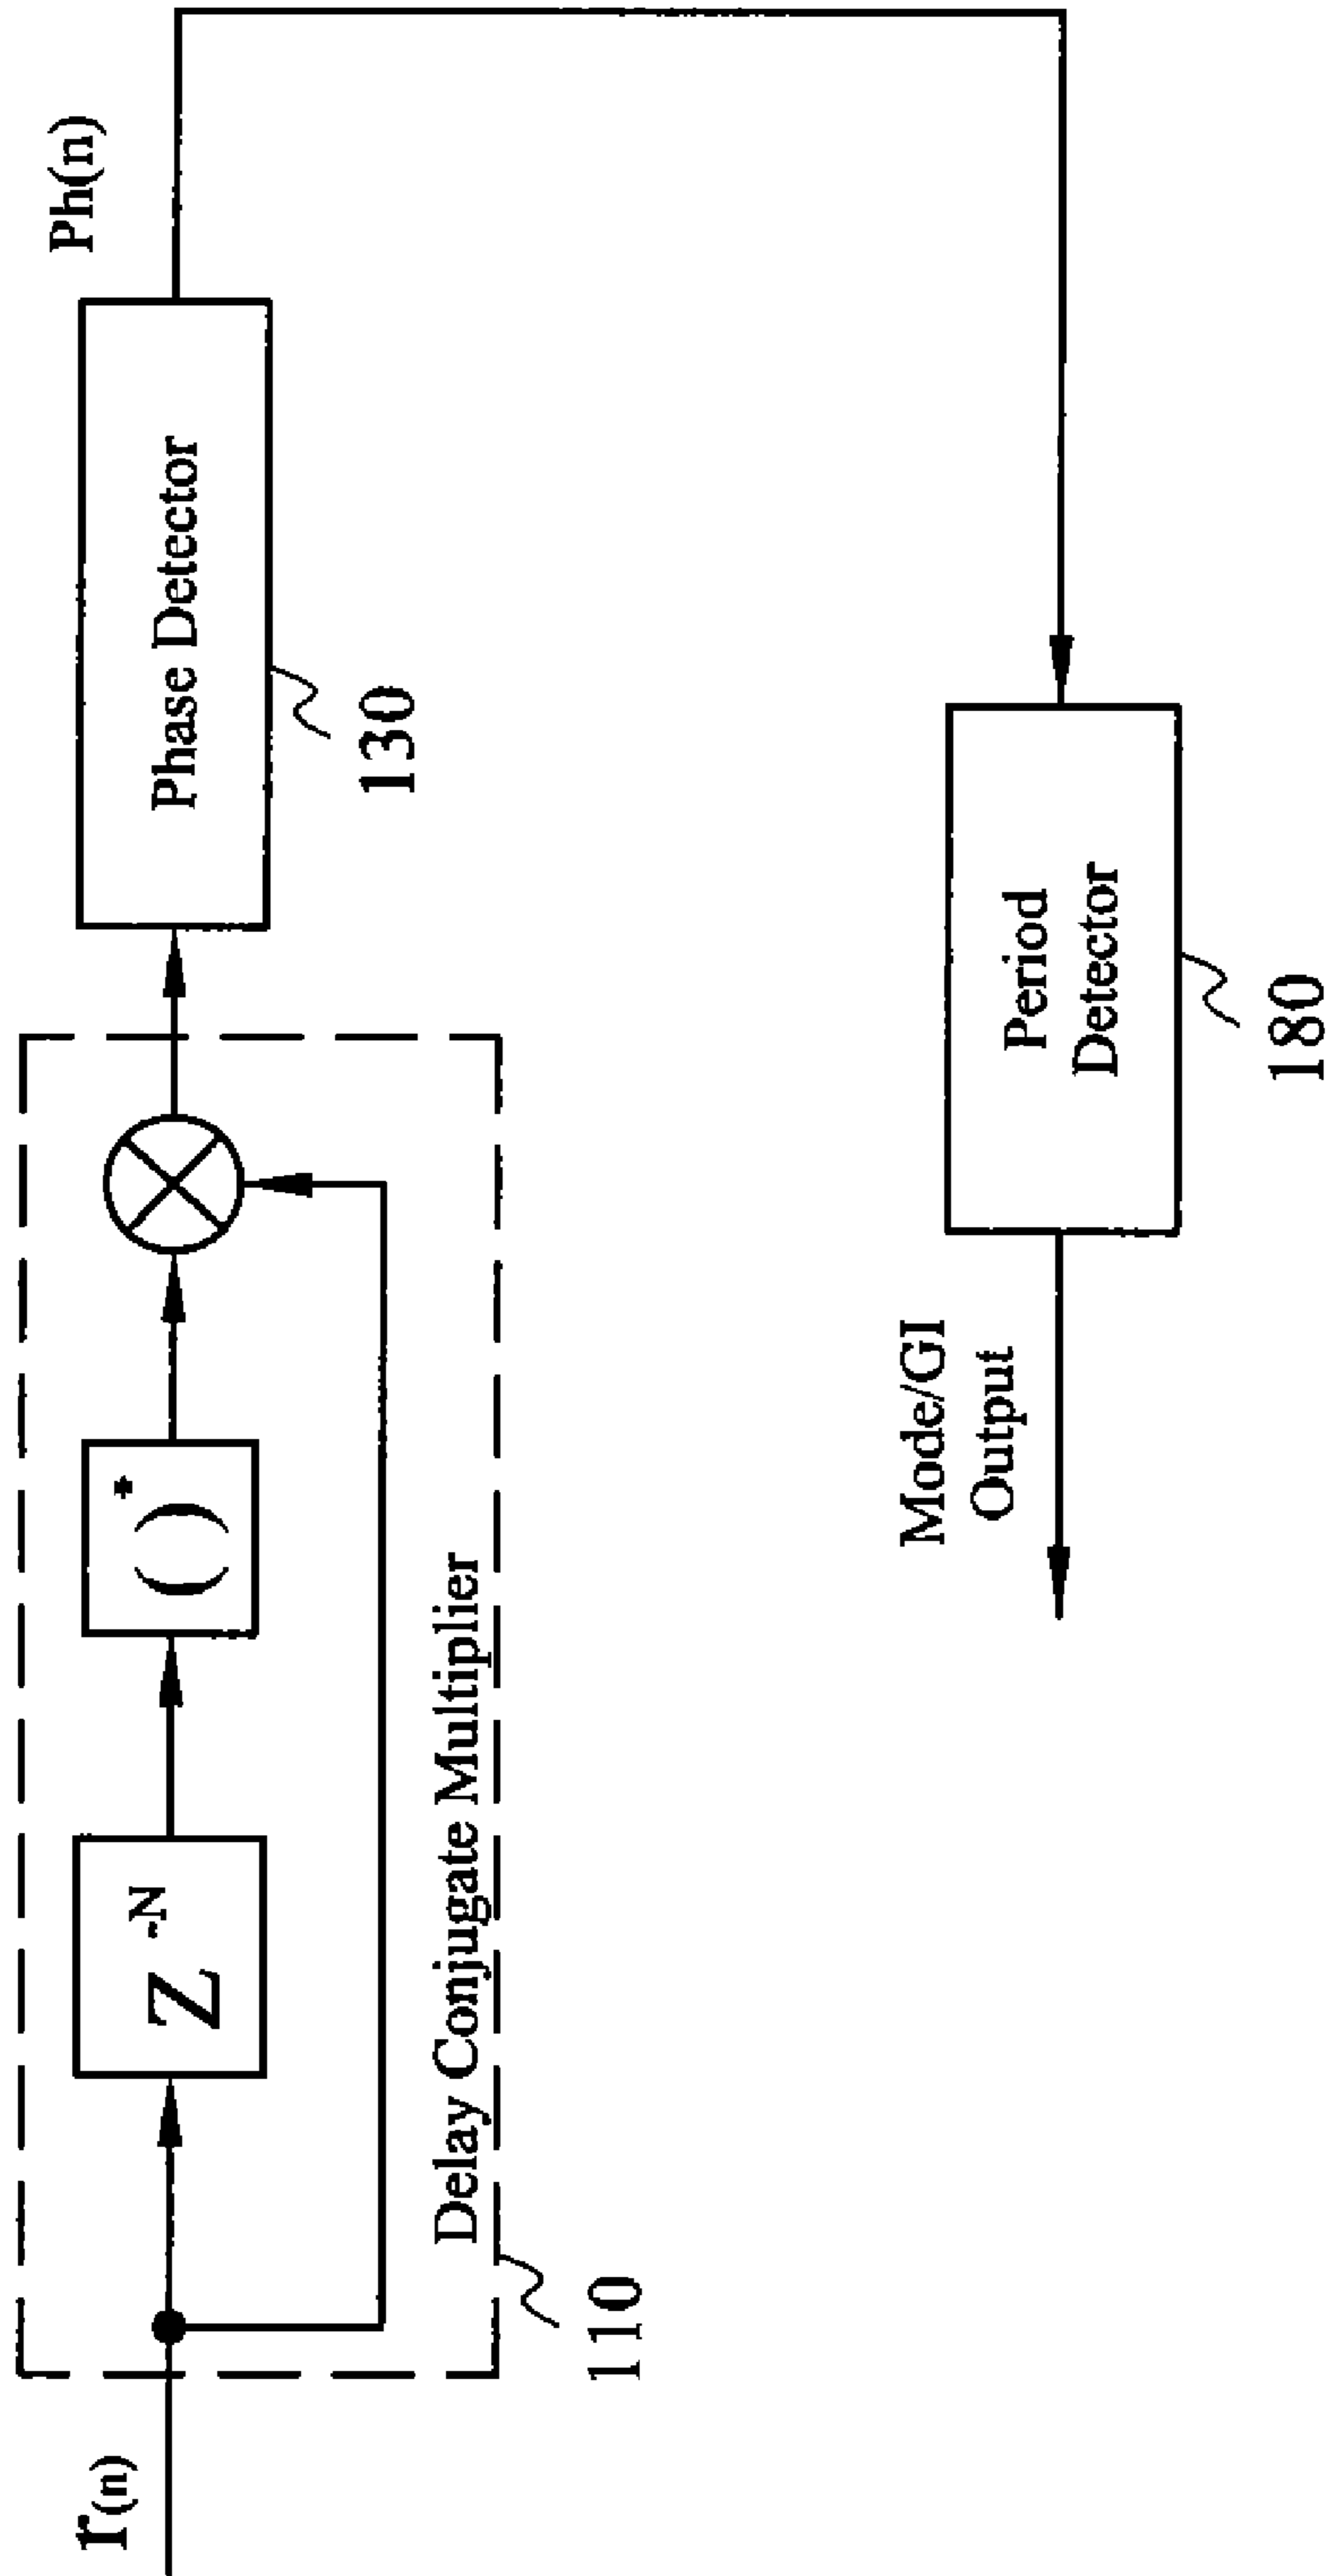 r(n)
Z -N
( )*
Delay Conjugate Multiplier
110
Phase Detector
130
Ph(n)
Period
Detector
180
Mode/GI
Output